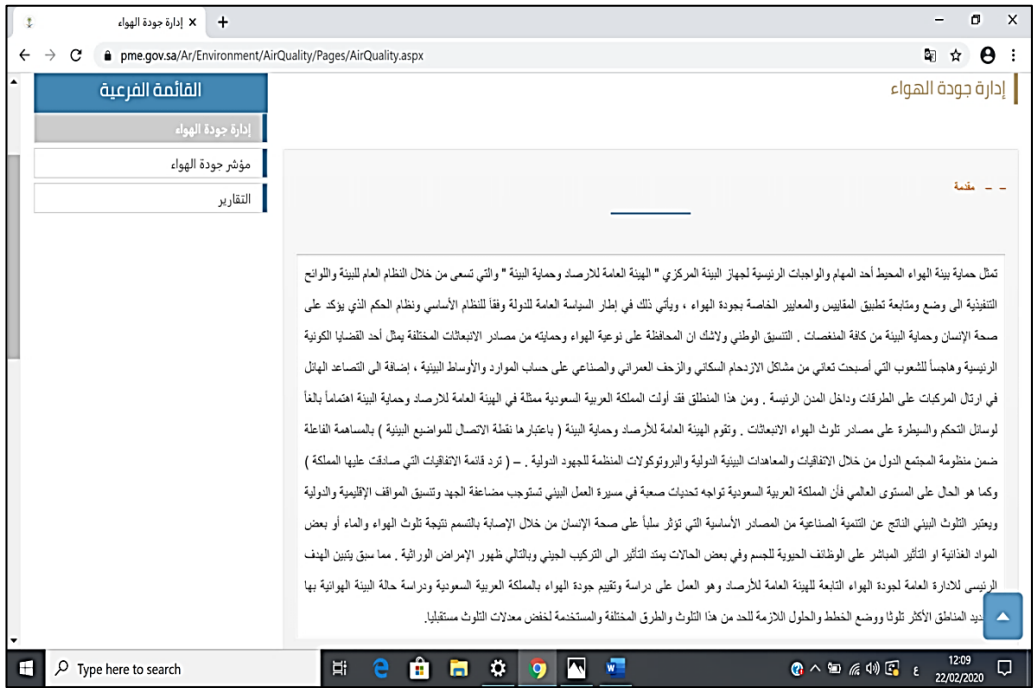 إدارة جودة الهواء
pme.gov.sa/Ar/Environment/AirQuality/Pages/AirQuality.aspx
إدارة جودة الهواء
القائمة الفرعية
إدارة جودة الهواء
مؤشر جودة الهواء
التقارير
– – مقدمة
تمثل حماية بيئة الهواء المحيط أحد المهام والواجبات الرئيسية لجهاز البيئة المركزي " الهيئة العامة للارصاد وحماية البيئة " والتي تسعى من خلال النظام العام للبيئة واللوائح
التنفيذية الى وضع ومتابعة تطبيق المقاييس والمعايير الخاصة بجودة الهواء ، ويأتي ذلك في إطار السياسة العامة للدولة وفقاً للنظام الأساسي ونظام الحكم الذي يؤكد على
صحة الإنسان وحماية البيئة من كافة المنغصات . التنسيق الوطني ولاشك ان المحافظة على نوعية الهواء وحمايته من مصادر الانبعاثات المختلفة يمثل أحد القضايا الكونية
الرئيسية وهاجساً للشعوب التي أصبحت تعاني من مشاكل الازدحام السكاني والزحف العمراني والصناعي على حساب الموارد والأوساط البيئية ، إضافة الى التصاعد الهائل
في ارتال المركبات على الطرقات وداخل المدن الرئيسة . ومن هذا المنطلق فقد أولت المملكة العربية السعودية ممثلة في الهيئة العامة للارصاد وحماية البيئة اهتماماً بالغاً
لوسائل التحكم والسيطرة على مصادر تلوث الهواء الانبعاثات . وتقوم الهيئة العامة للأرصاد وحماية البيئة ( باعتبارها نقطة الاتصال للمواضيع البيئية ) بالمساهمة الفاعلة
ضمن منظومة المجتمع الدول من خلال الاتفاقيات والمعاهدات البيئية الدولية والبروتوكولات المنظمة للجهود الدولية . – ( ترد قائمة الاتفاقيات التي صادقت عليها المملكة )
وكما هو الحال على المستوى العالمي فأن المملكة العربية السعودية تواجه تحديات صعبة في مسيرة العمل البيئي تستوجب مضاعفة الجهد وتنسيق المواقف الإقليمية والدولية
ويعتبر التلوث البيئي الناتج عن التنمية الصناعية من المصادر الأساسية التي تؤثر سلباً على صحة الإنسان من خلال الإصابة بالتسمم نتيجة تلوث الهواء والماء أو بعض
المواد الغذائية او التأثير المباشر على الوظائف الحيوية للجسم وفي بعض الحالات يمتد التأثير الى التركيب الجيني وبالتالي ظهور الإمراض الوراثية . مما سبق يتبين الهدف
الرئيسى للادارة العامة لجودة الهواء التابعة للهيئة العامة للأرصاد وهو العمل على دراسة وتقييم جودة الهواء بالمملكة العربية السعودية ودراسة حالة البيئة الهوائية بها
المناطق الأكثر تلوثا ووضع الخطط والحلول اللازمة للحد من هذا التلوث والطرق المختلفة والمستخدمة لخفض معدلات التلوث مستقبليا.
Type here to search
ع
12:09
22/02/2020